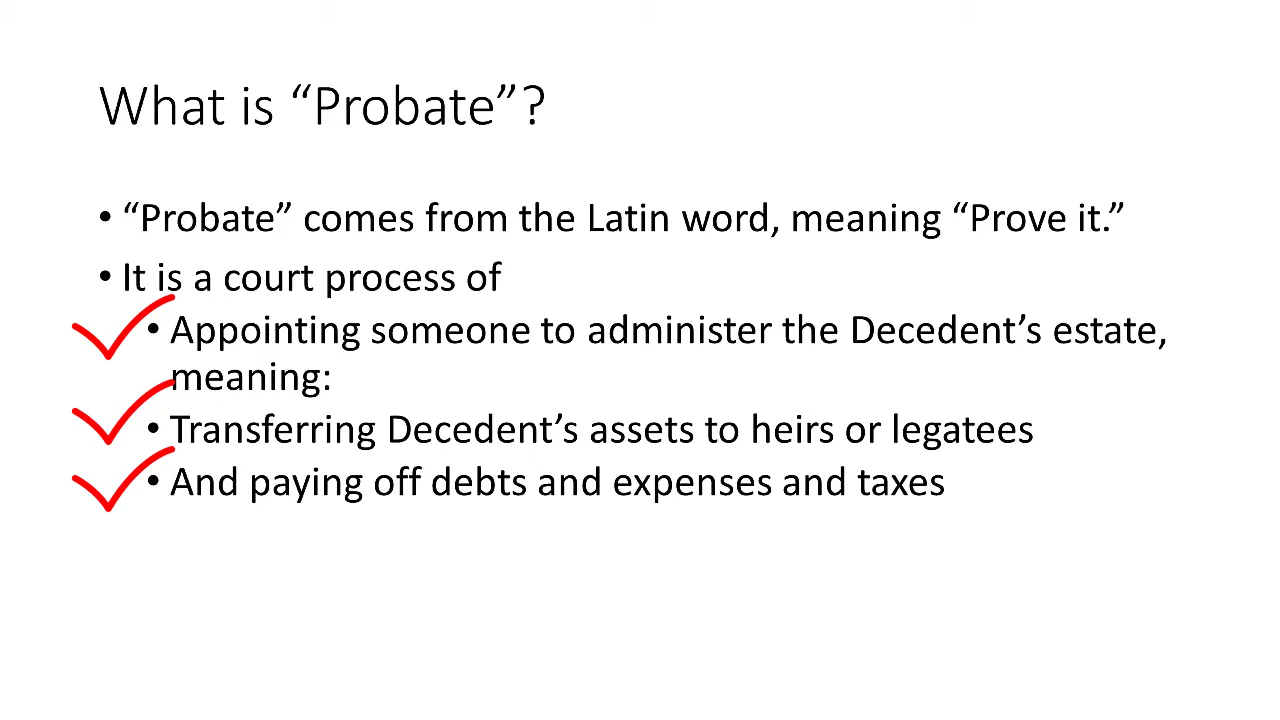 What is “Probate”?
• “Probate” comes from the Latin word, meaning “Prove it.”
• It is a court process of
• Appointing someone to administer the Decedent’s estate,
meaning:
• Transferring Decedent’s assets to heirs or legatees
• And paying off debts and expenses and taxes